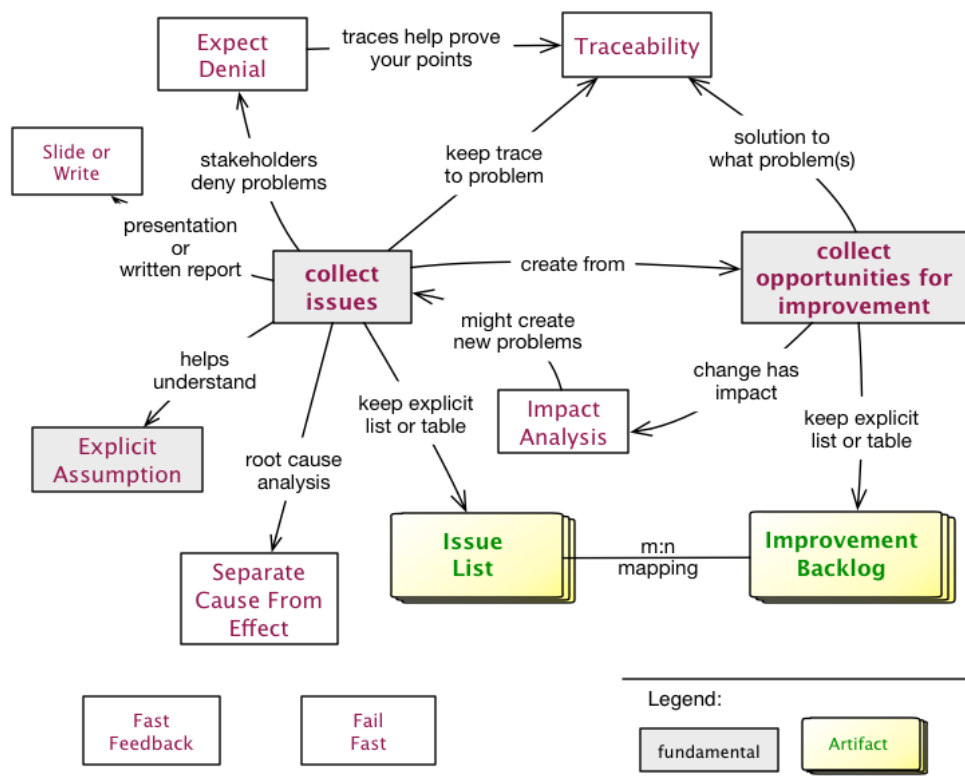 Expect
Denial
traces help prove
your points
Traceability
Slide or
Write
stakeholders
deny problems
keep trace
to problem
solution to
what problem(s)
presentation
or
written report
collect
issues
create from
collect
opportunities for
improvement
might create
new problems
helps
understand
change has
impact
keep explicit
list or table
Impact
Analysis
keep explicit
list or table
Explicit
Assumption
root cause
analysis
Issue
List
m:n
mapping
Improvement
Backlog
Separate
Cause From
Effect
Fast
Feedback
Fail
Fast
Legend:
fundamental
Artifact